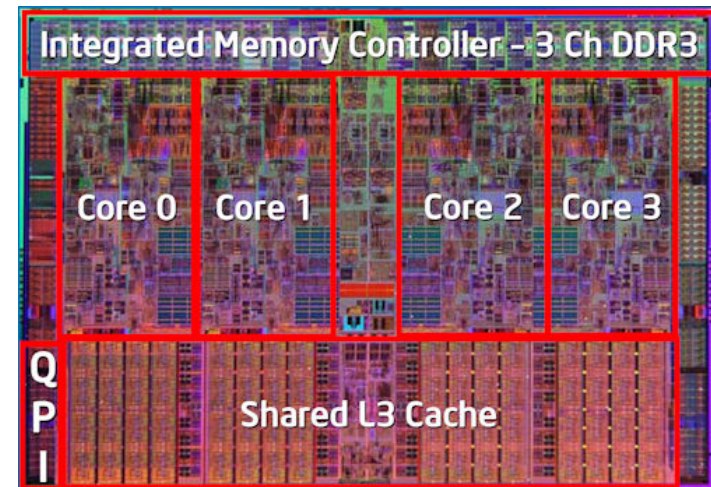 Integrated Memory Controller – 3 Ch DDR3
Core 0
Core 1
Core 2
Core 3
Q
P
I
Shared L3 Cache